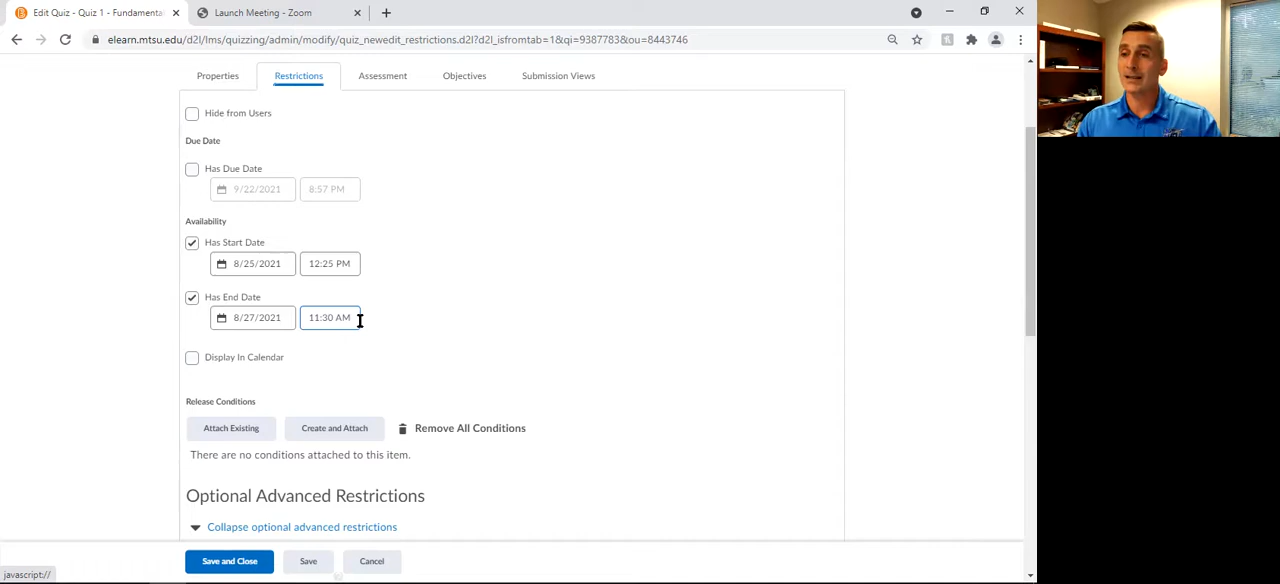 Edit Quiz - Quiz 1 - Fundamenta
Launch Meeting - Zoom
elearn.mtsu.edu/d2l/lms/quizzing/admin/modify/quiz_newedit_restrictions.d2l?d2l_isfromtab=1&qi=9387783&ou=8443746
Properties
Restrictions
Assessment
Objectives
Submission Views
Hide from Users
Due Date
Has Due Date
9/22/2021
8:57 PM
Availability
Has Start Date
8/25/2021
12:25 PM
Has End Date
8/27/2021
11:30 AM
Display In Calendar
Release Conditions
Attach Existing
Create and Attach
Remove All Conditions
There are no conditions attached to this item.
Optional Advanced Restrictions
Collapse optional advanced restrictions
Save and Close
Save
Cancel
javascript://